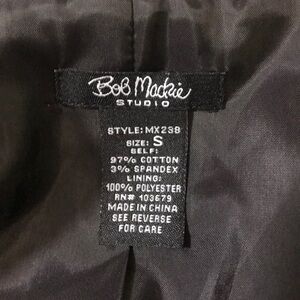 Bob Mackie
STUDIO
STYLE: MX239
SIZE: S
SELF:
97% COTTON
3% SPANDEX
LINING:
100% POLYESTER
RN# 103679
MADE IN CHINA
SEE REVERSE
FOR CARE